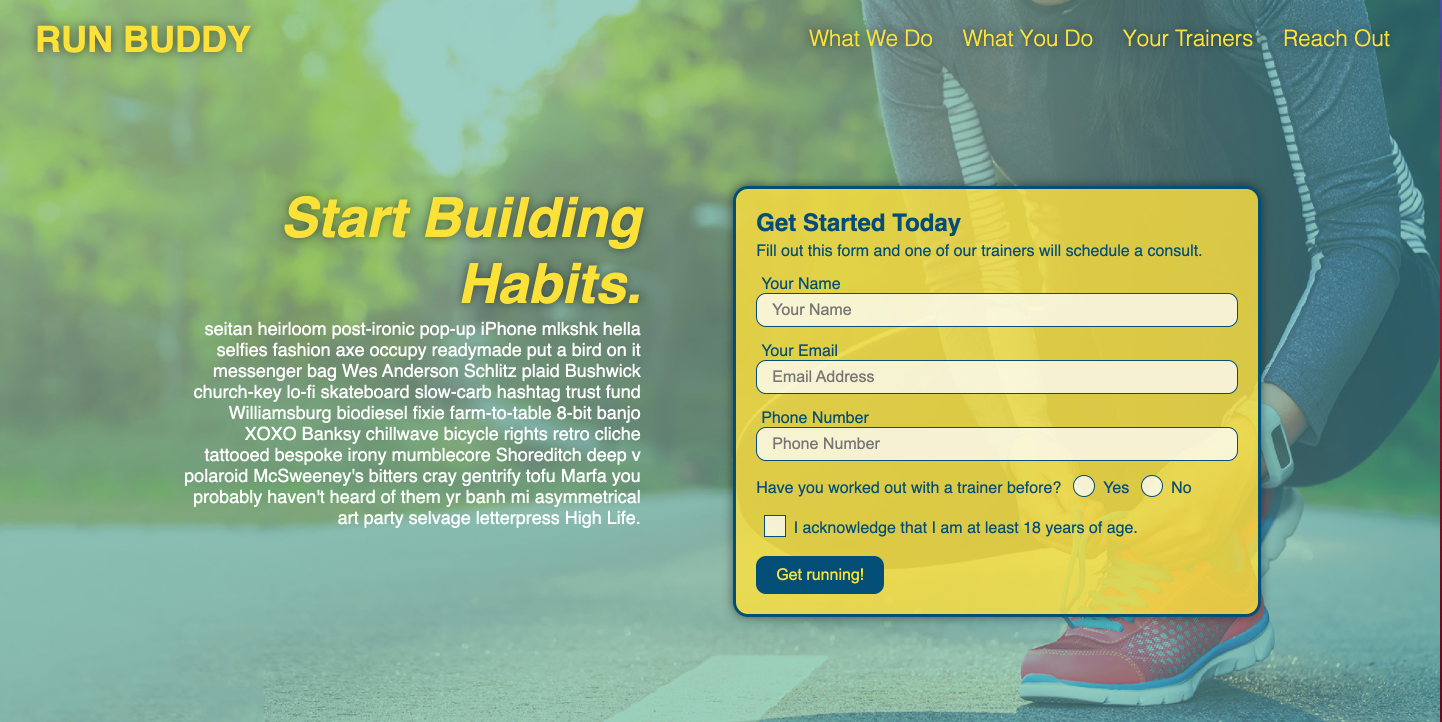 RUN BUDDY
What We Do What You Do Your Trainers Reach Out
Start Building
Habits.
seitan heirloom post-ironic pop-up iPhone mlkshk hella
selfies fashion axe occupy readymade put a bird on it
messenger bag Wes Anderson Schlitz plaid Bushwick
church-key lo-fi skateboard slow-carb hashtag trust fund
Williamsburg biodiesel fixie farm-to-table 8-bit banjo
XOXO Banksy chillwave bicycle rights retro cliche
tattooed bespoke irony mumblecore Shoreditch deep v
polaroid McSweeney's bitters cray gentrify tofu Marfa you
probably haven't heard of them yr banh mi asymmetrical
art party selvage letterpress High Life.
Get Started Today
Fill out this form and one of our trainers will schedule a consult.
Your Name
Your Name
Your Email
Email Address
Phone Number
Phone Number
Have you worked out with a trainer before? Yes No
I acknowledge that I am at least 18 years of age.
Get running!